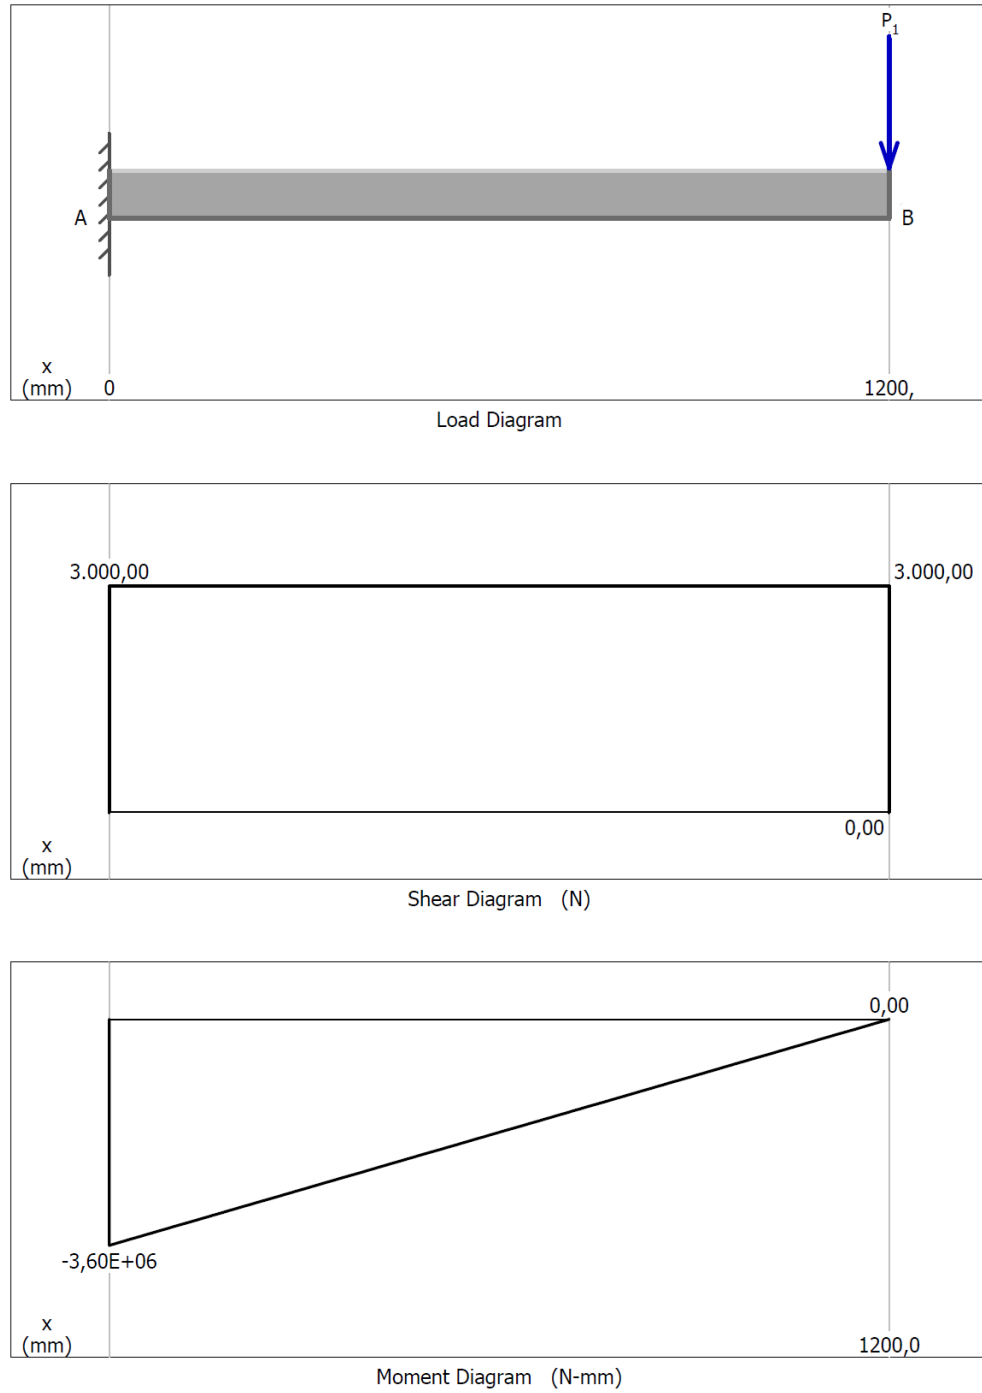 P1
A
B
x
(mm)
0
1200,
Load Diagram
3.000,00
3.000,00
0,00
x
(mm)
Shear Diagram (N)
0,00
-3,60E+06
x
(mm)
1200,0
Moment Diagram (N-mm)